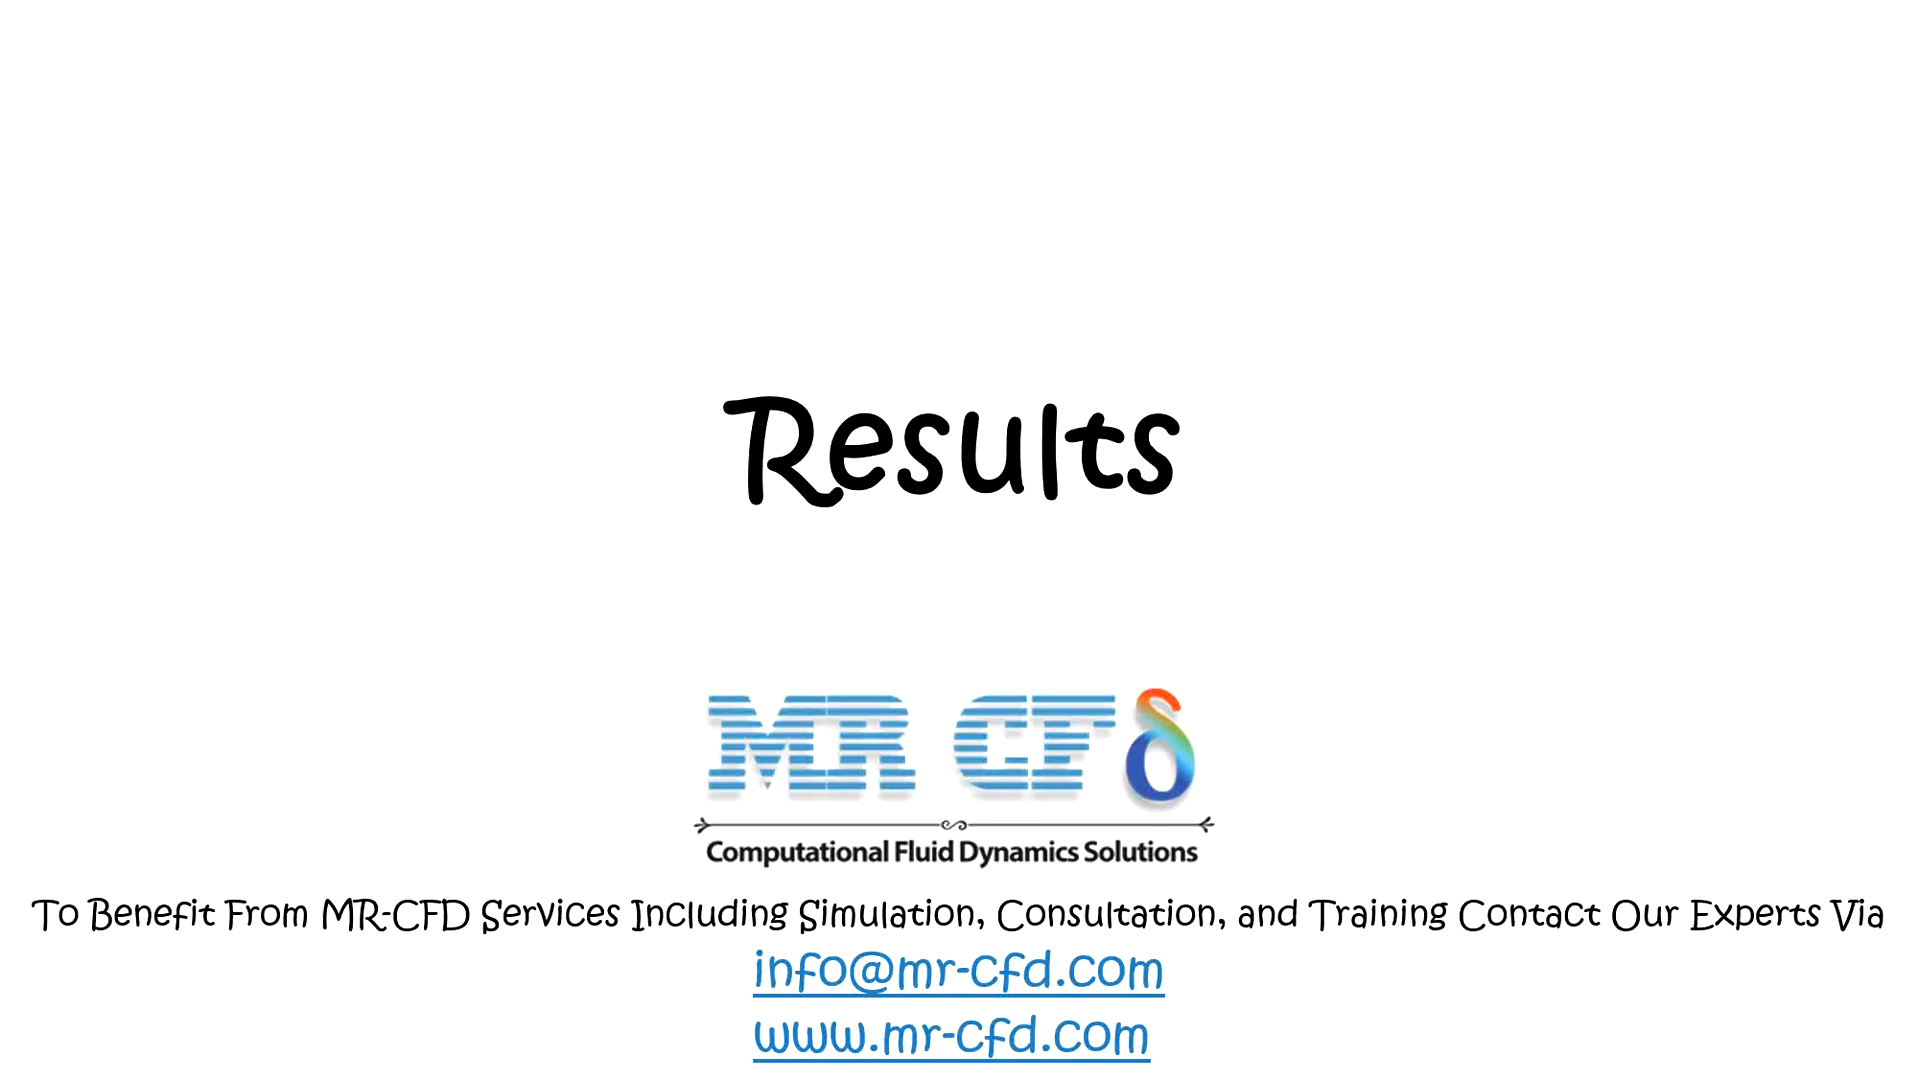 Results
MR CFδ
Computational Fluid Dynamics Solutions
To Benefit From MR-CFD Services Including Simulation, Consultation, and Training Contact Our Experts Via
info@mr-cfd.com
www.mr-cfd.com